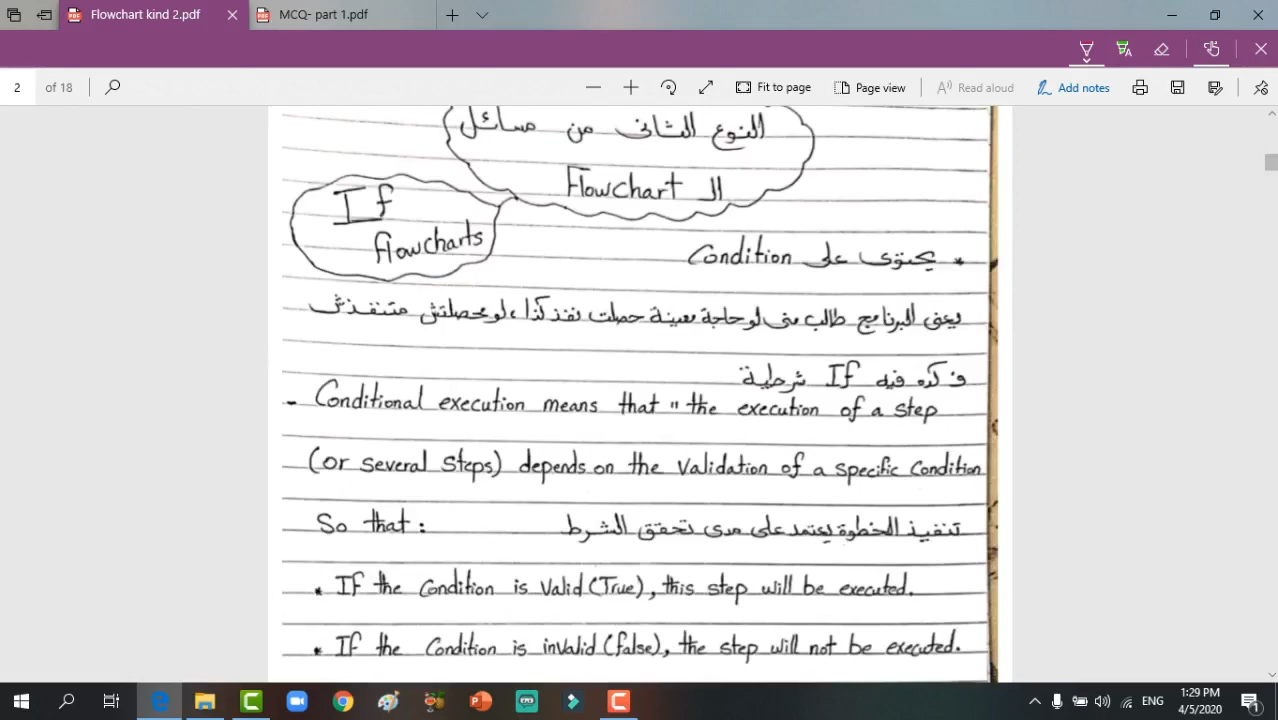 Flowchart kind 2.pdf
MCQ- part 1.pdf
2 of 18
Fit to page
Page view
Read aloud
Add notes
النوع الثانى من مسائل
الـ Flowchart
If
flowcharts
* يحتوى على Condition
يعنى البرنامج طالب منى لو حاجة معينة حصلت نفذ كذا، لو محصلتش متنفذش
فكده فيه If شرطية
- Conditional execution means that "the execution of a step
(or several steps) depends on the validation of a specific condition
So that : تنفيذ الخطوة يعتمد على مدى تحقق الشرط
* If the Condition is Valid (True), this step will be executed.
* If the Condition is invalid (false), the step will not be executed.
ENG
1:29 PM
4/5/2020